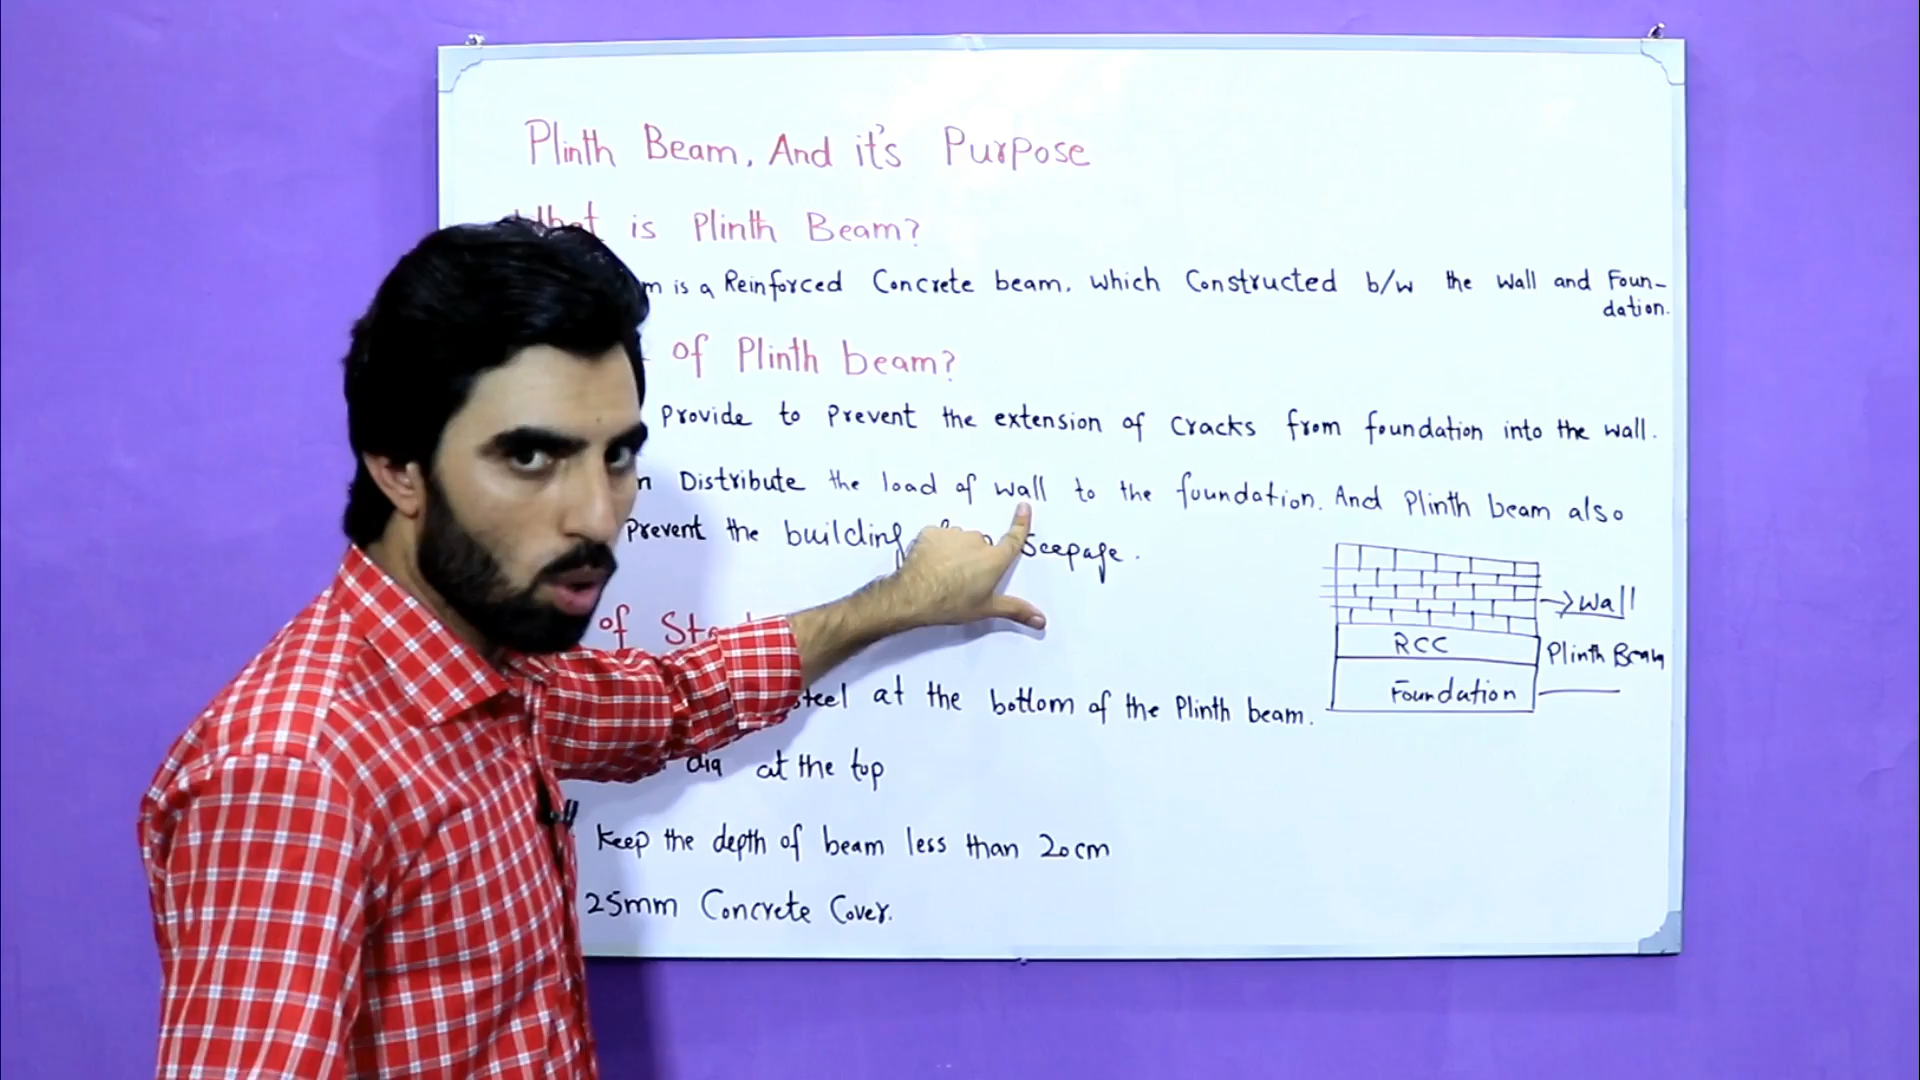 Plinth Beam, And it's Purpose
What is Plinth Beam?
m is a Reinforced Concrete beam. which Constructed b/w the wall and Foun-
dation.
of Plinth beam?
Provide to Prevent the extension of Cracks from foundation into the wall.
n Distribute the load of wall to the foundation. And Plinth beam also
Prevent the building Seepage.
of
steel at the bottom of the Plinth beam.
dia at the top
Keep the depth of beam less than 20cm
25mm Concrete Cover.
wall
RCC
Plinth Beam
Foundation